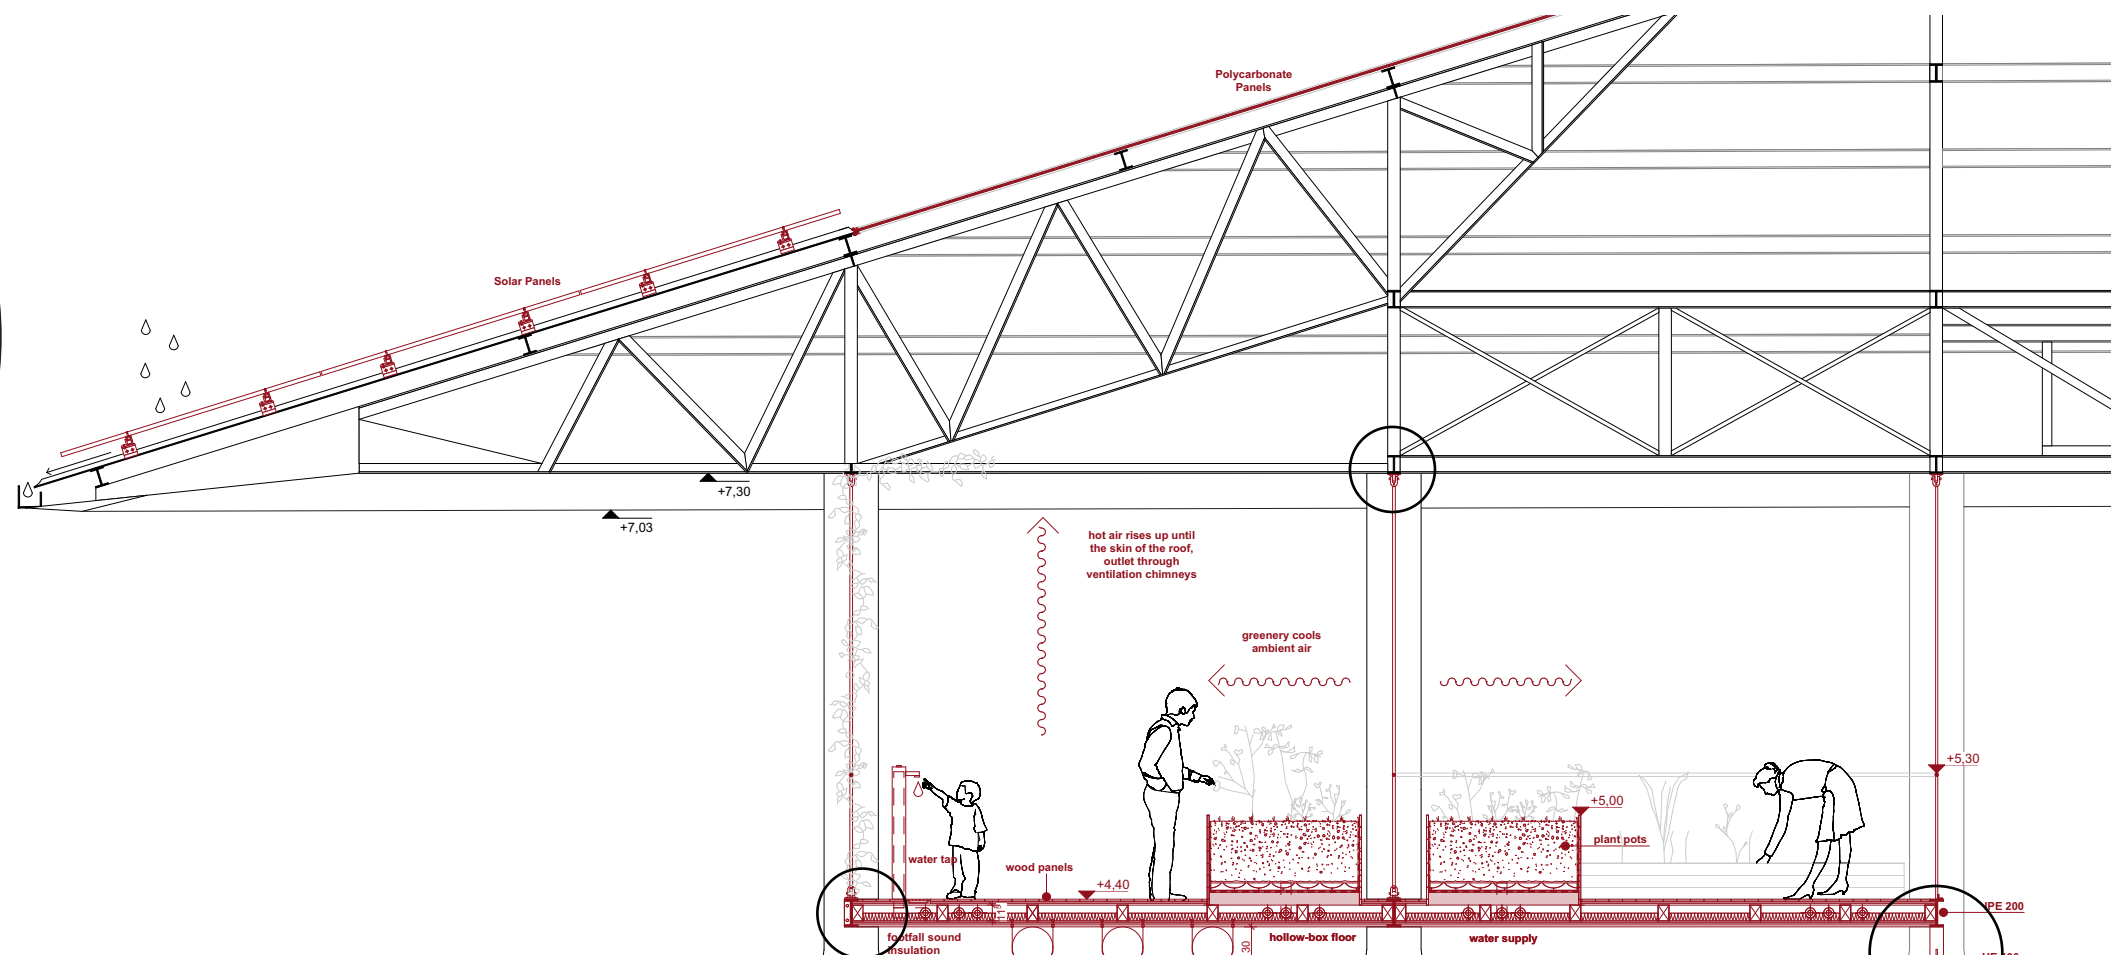 Polycarbonate
Panels
Solar Panels
+7,30
+7,03
hot air rises up until
the skin of the roof,
outlet through
ventilation chimneys
greenery cools
ambient air
+5,30
+5,00
plant pots
water tap
wood panels
+4,40
IPE 200
footfall sound
insulation
hollow-box floor
water supply
30